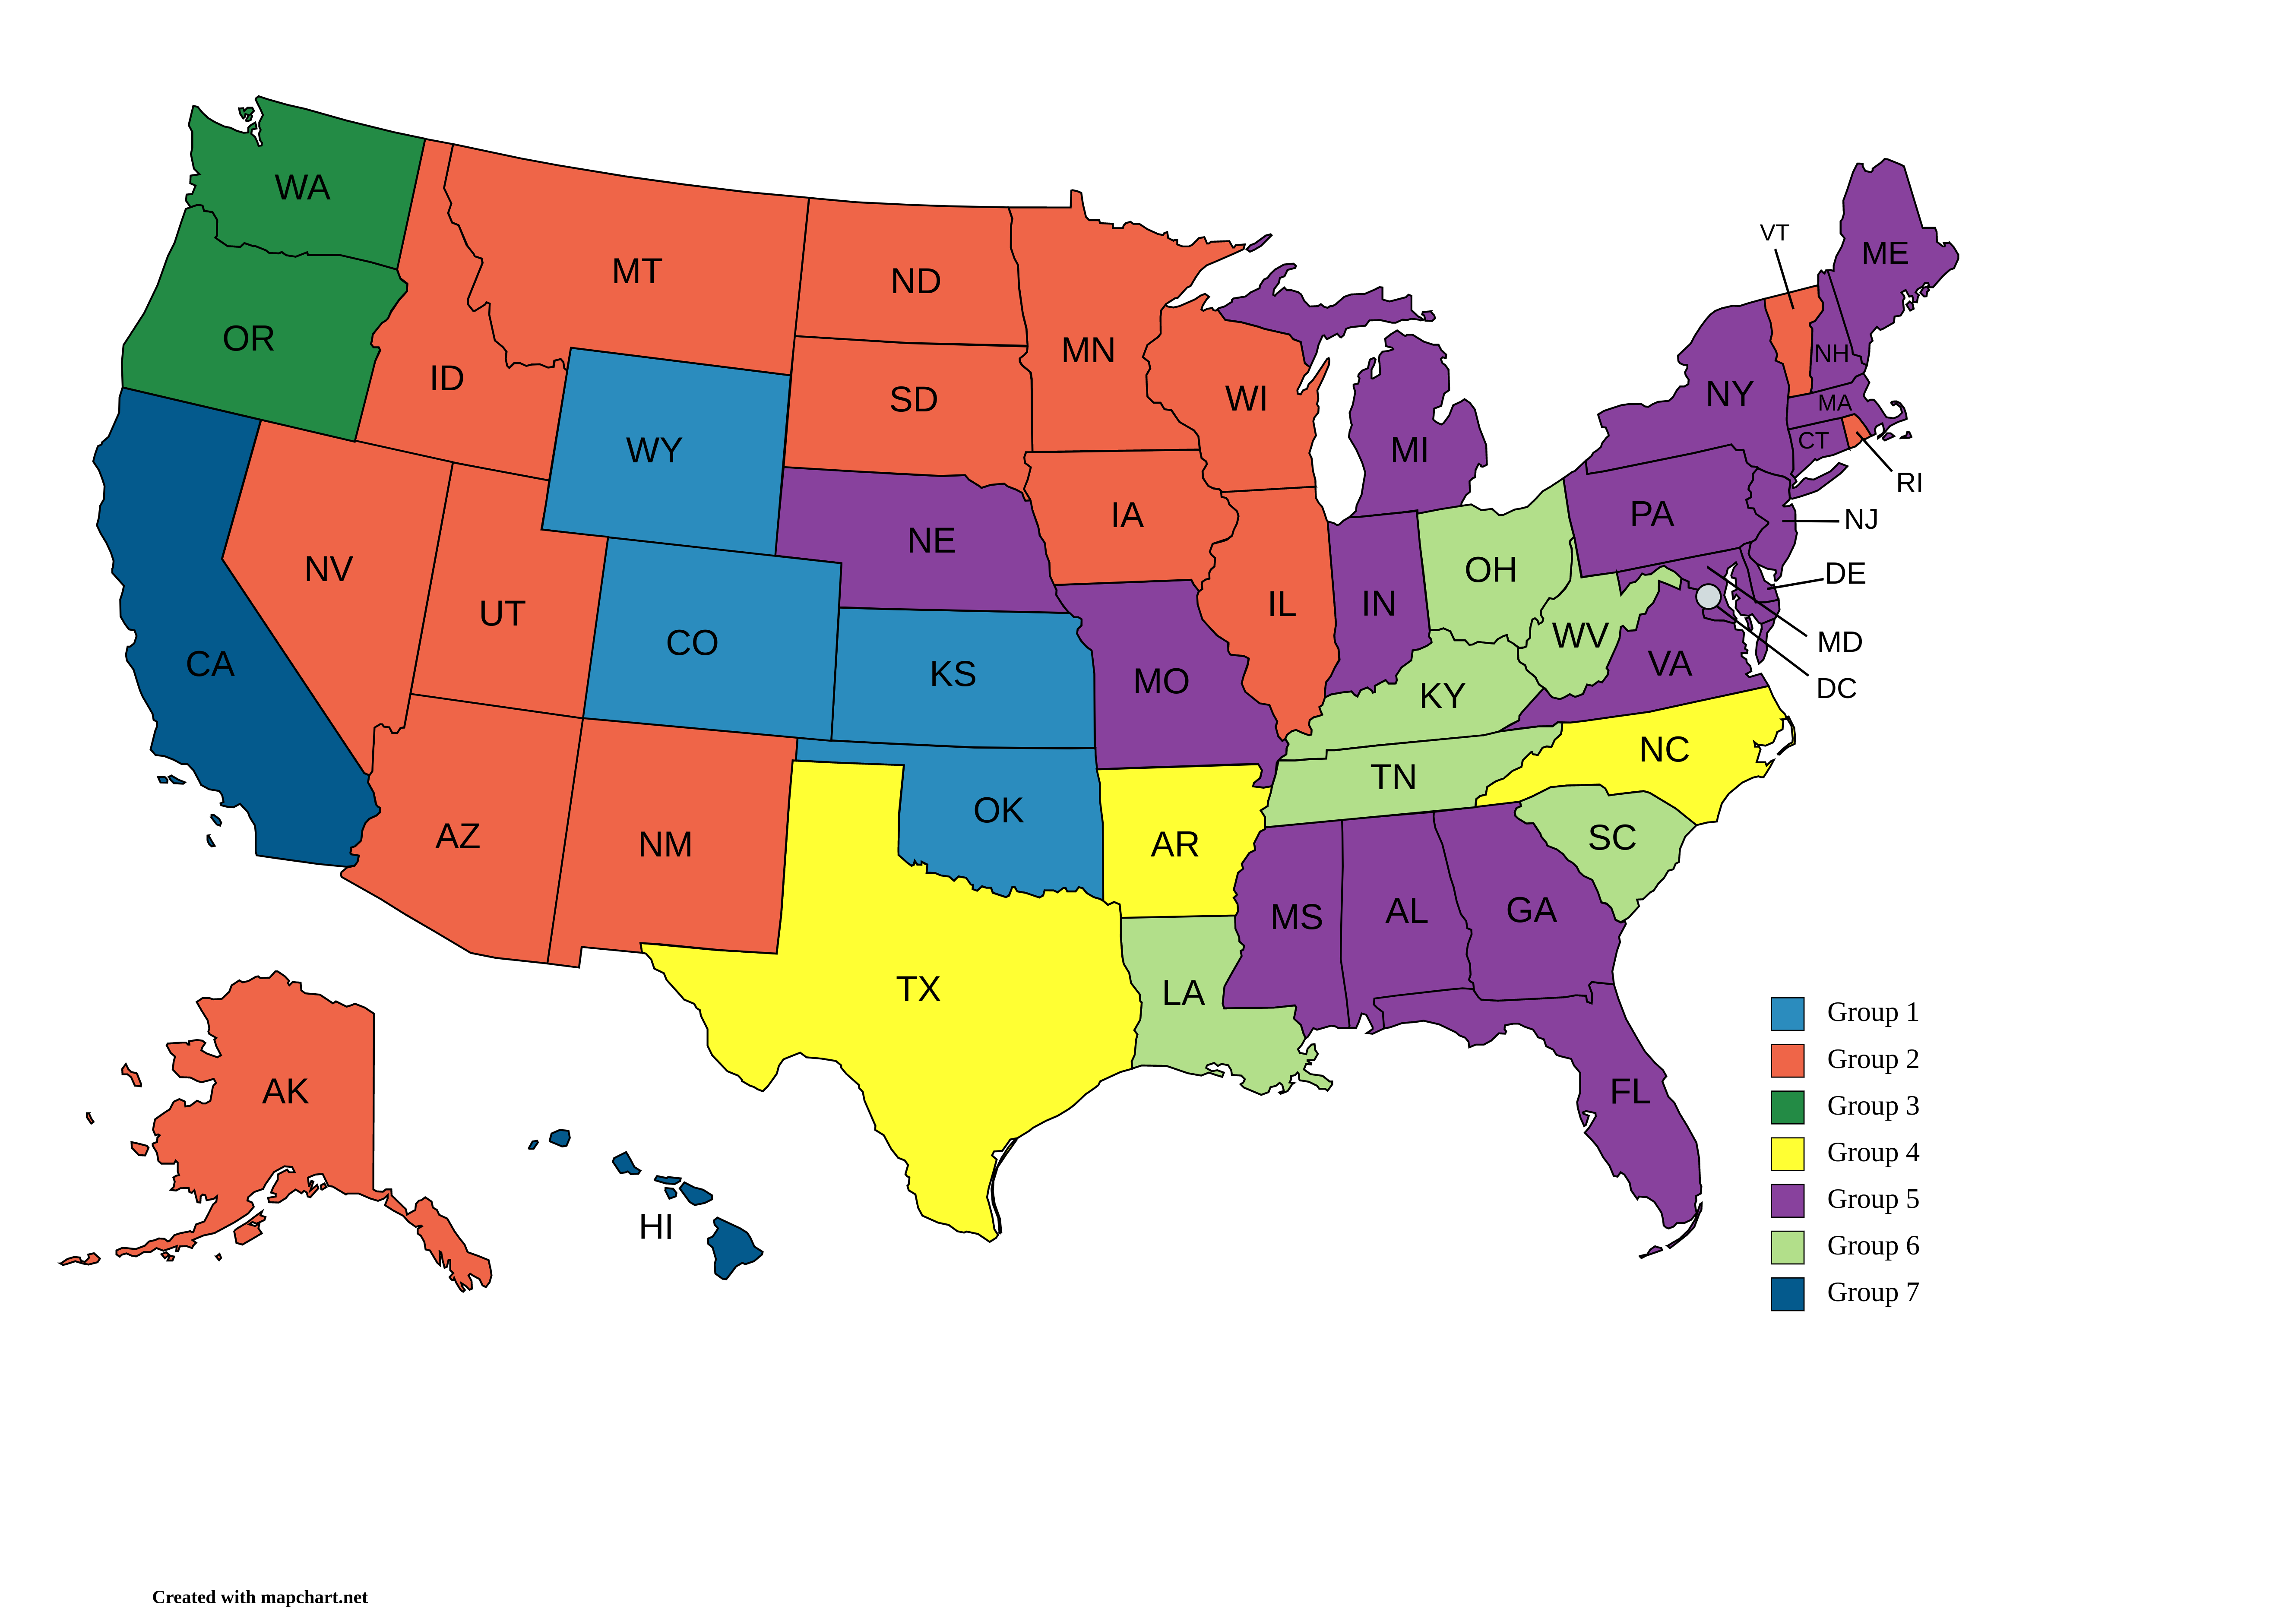 WA
OR
CA
ID
NV
MT
WY
UT
CO
AZ
NM
ND
SD
NE
KS
OK
TX
MN
IA
MO
AR
LA
WI
IL
MI
IN
OH
KY
TN
MS
AL
GA
FL
SC
NC
VA
WV
PA
NY
VT
NH
ME
MA
CT
RI
NJ
DE
MD
DC
AK
HI
Group 1
Group 2
Group 3
Group 4
Group 5
Group 6
Group 7
Created with mapchart.net